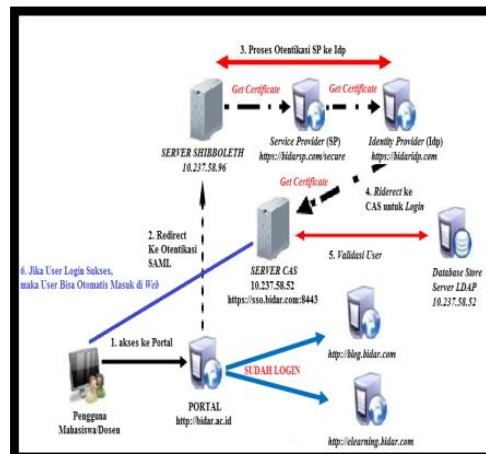 3. Proses Otentikasi SP ke Idp
Get Certificate
Get Certificate
SERVER SHIBBOLETH
10.237.58.96
Service Provider (SP)
https://bidarsp.com/secure
Identity Provider (Idp)
https://bidaridp.com
Get Certificate
4. Riderect ke
CAS untuk Login
2. Redirect
Ke Otentikasi
SAML
5. Validasi User
6. Jika User Login Sukses,
maka User Bisa Otomatis Masuk di Web
SERVER CAS
10.237.58.52
https://sso.bidar.com:8443
Database Store
Server LDAP
10.237.58.52
1. akses ke Portal
http://blog.bidar.com
SUDAH LOGIN
Pengguna
Mahasiswa/Dosen
PORTAL
http://bidar.ac.id
http://elearning.bidar.com